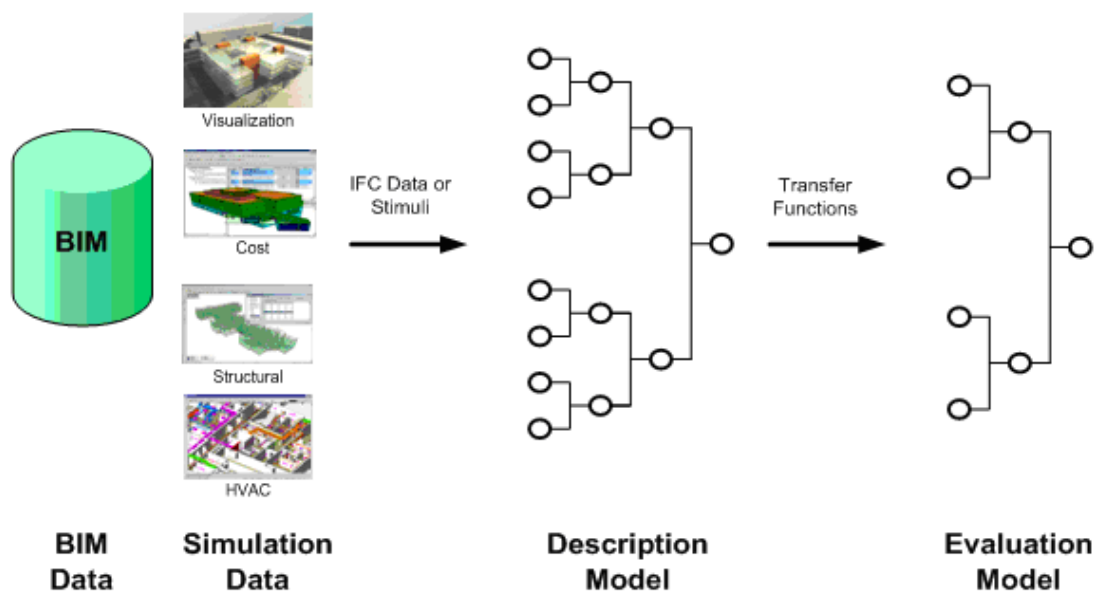 Visualization
BIM
IFC Data or
Stimuli
Cost
Transfer
Functions
Structural
HVAC
BIM
Data
Simulation
Data
Description
Model
Evaluation
Model